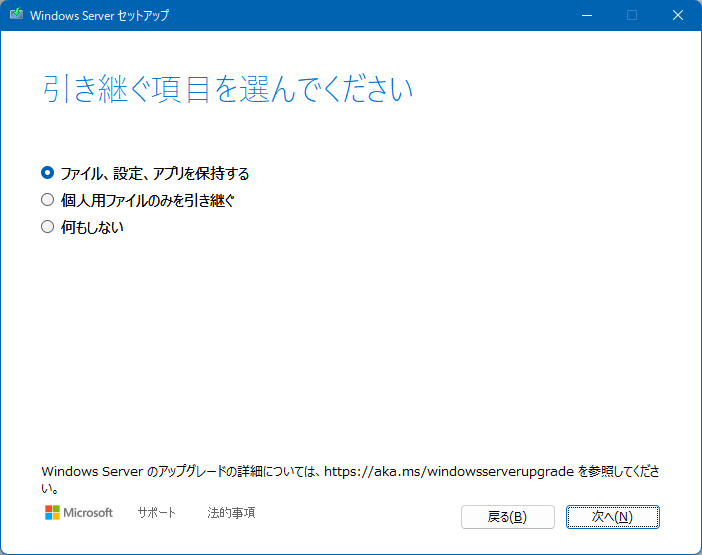 Windows Server セットアップ
引き継ぐ項目を選んでください
ファイル、設定、アプリを保持する
個人用ファイルのみを引き継ぐ
何もしない
Windows Server のアップグレードの詳細については、https://aka.ms/windowsserverupgrade を参照してくださ
い。
Microsoft サポート 法的事項 戻る(B) 次へ(N)